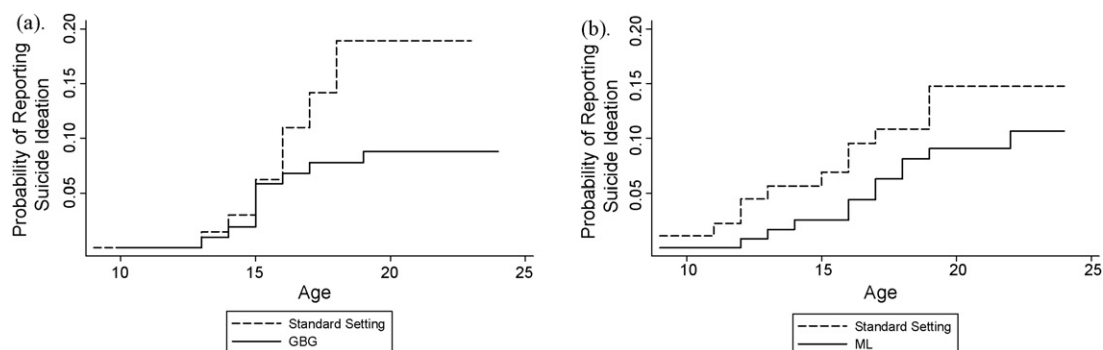 (a).
Probability of Reporting
Suicide Ideation
0.20
0.15
0.10
0.05
10 15 20 25
Age
Standard Setting
GBG
(b).
Probability of Reporting
Suicide Ideation
0.20
0.15
0.10
0.05
10 15 20 25
Age
Standard Setting
ML